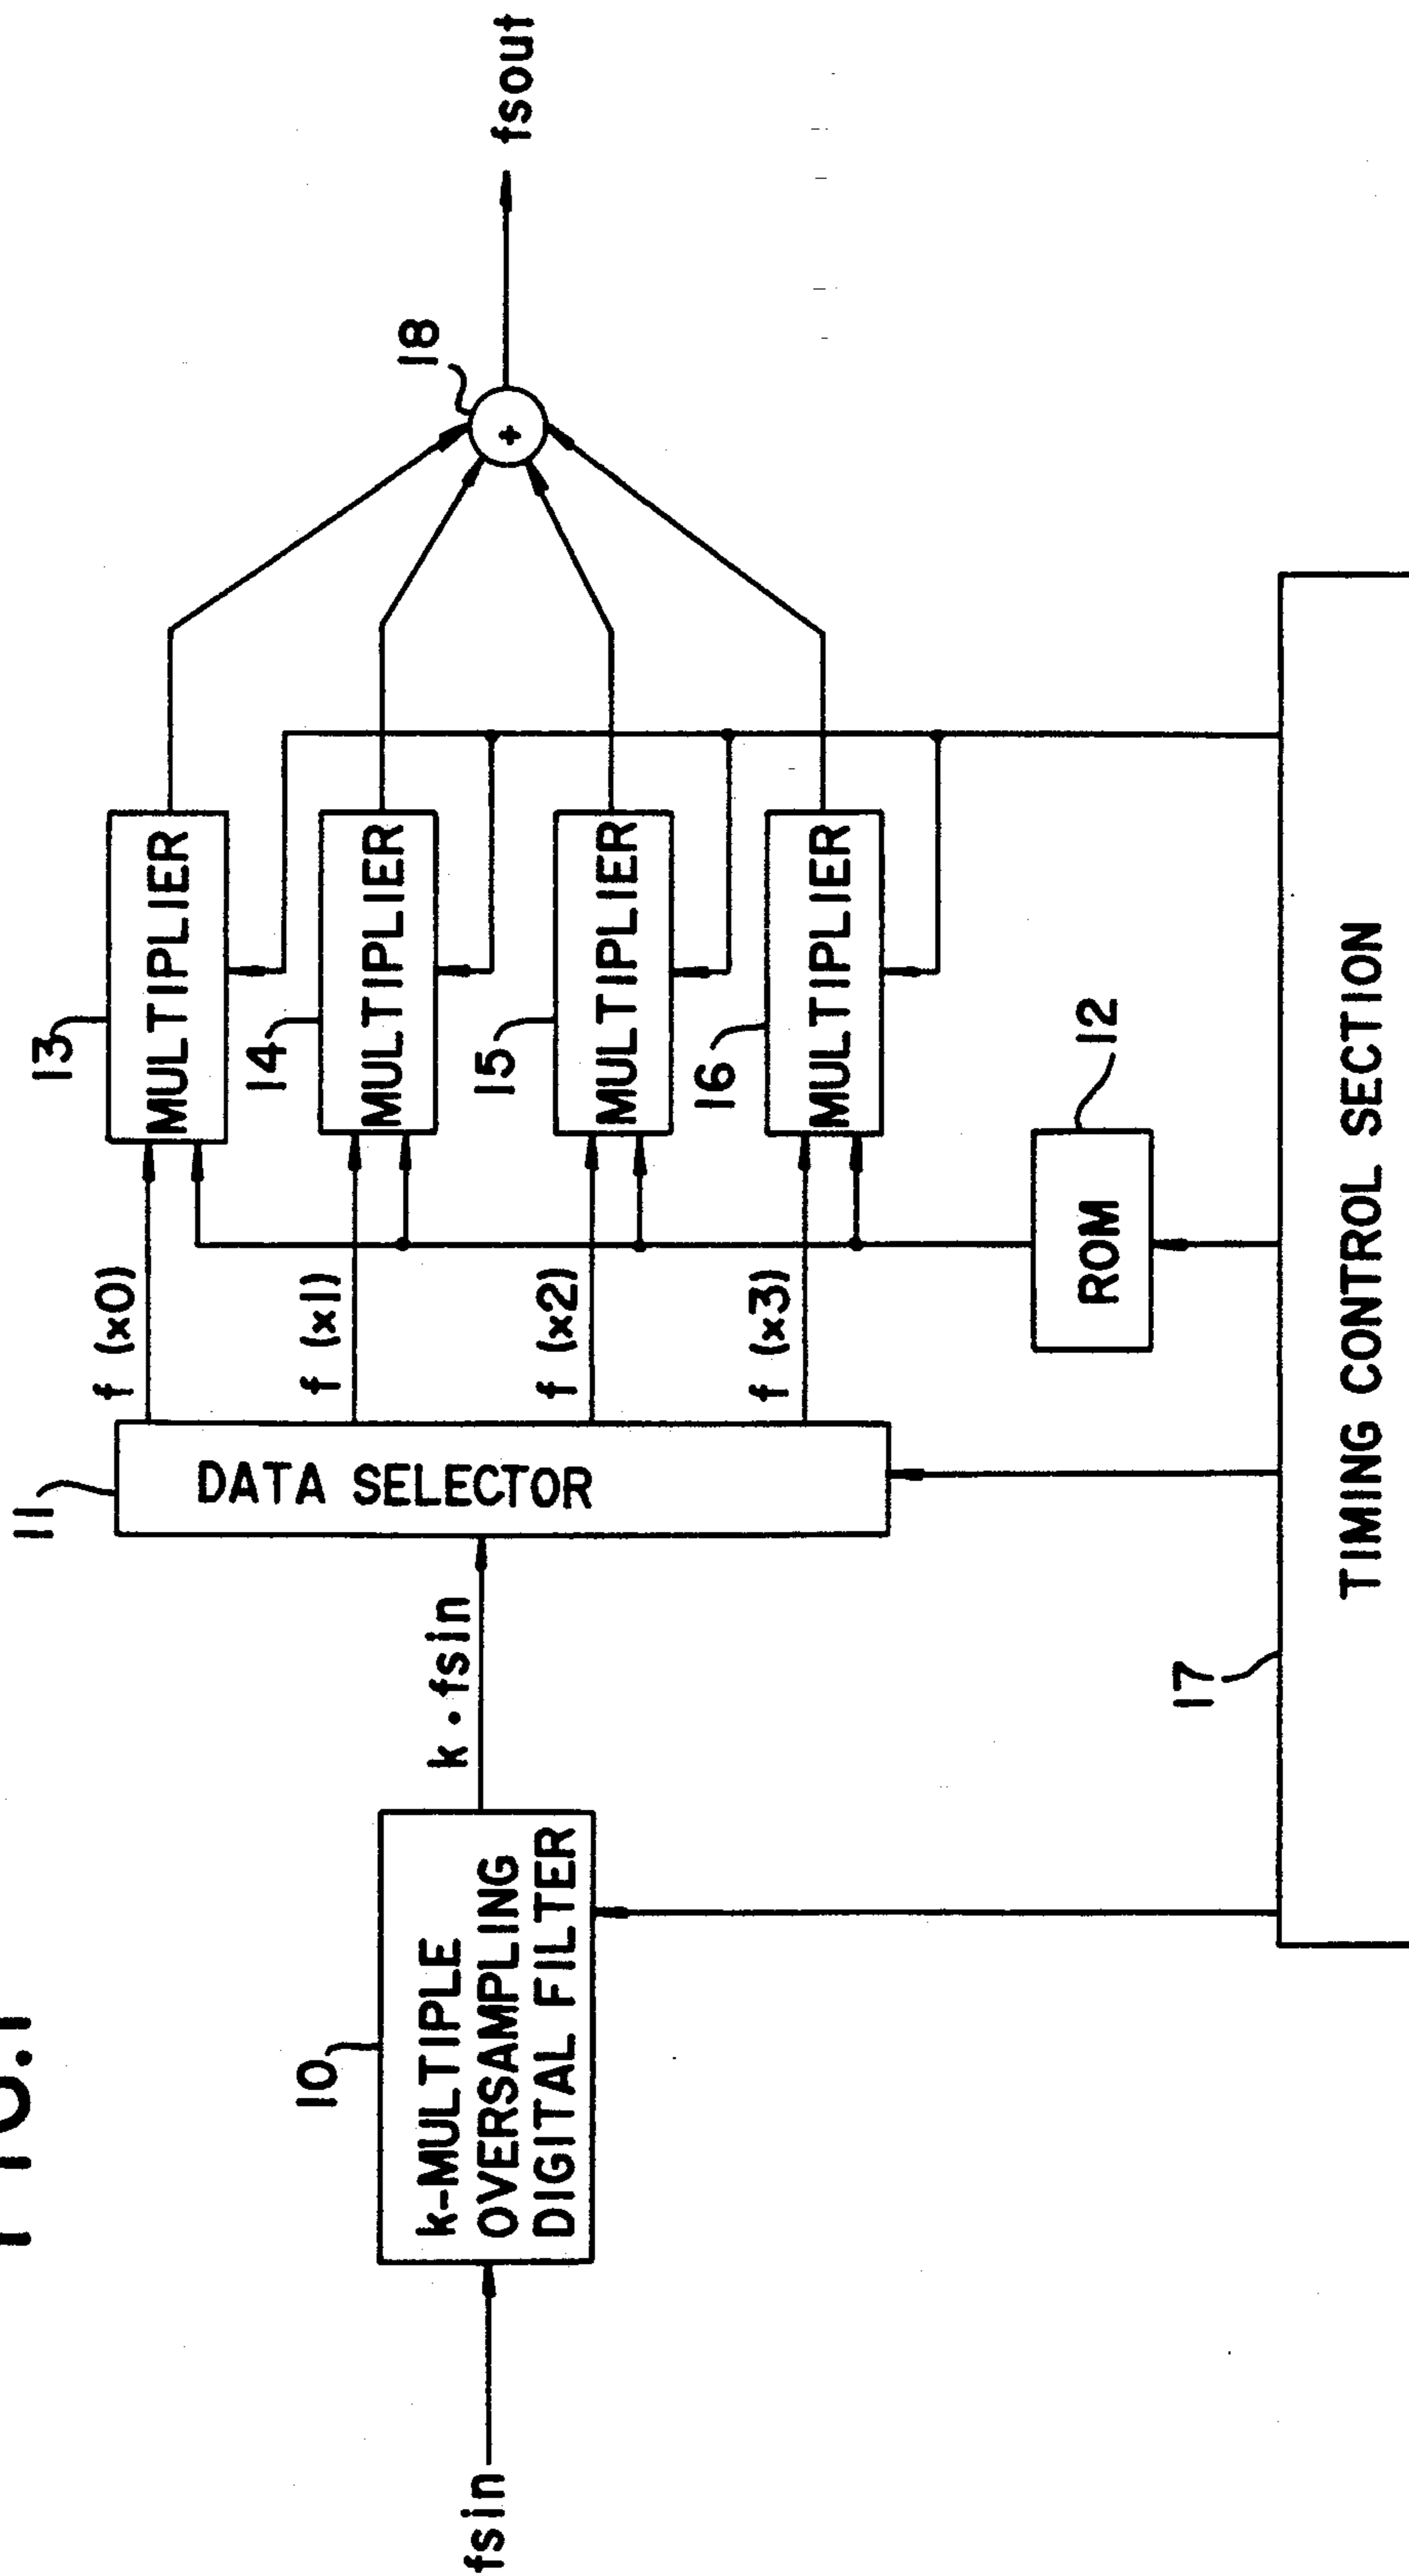 FIG.1
fsin
10
k-MULTIPLE
OVERSAMPLING
DIGITAL FILTER
k·fsin
11
DATA SELECTOR
f (x0)
f (x1)
f (x2)
f (x3)
13
MULTIPLIER
14
MULTIPLIER
15
MULTIPLIER
16
MULTIPLIER
12
ROM
18
+
fsout
17
TIMING CONTROL SECTION